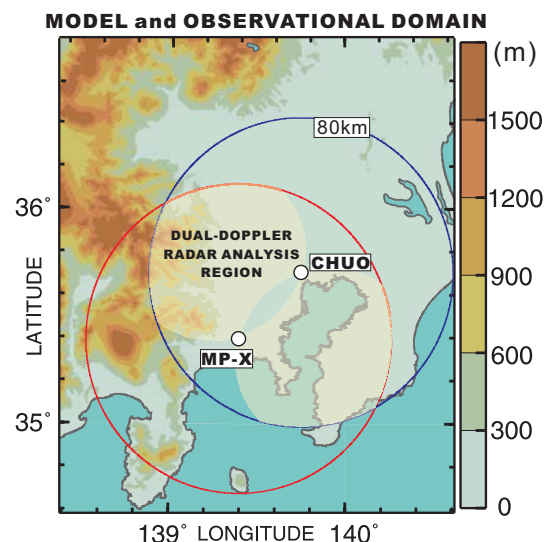 MODEL and OBSERVATIONAL DOMAIN
(m)
80km
1500
1200
900
600
300
0
36°
35°
LATITUDE
DUAL-DOPPLER
RADAR ANALYSIS
REGION
CHUO
MP-X
139° LONGITUDE 140°